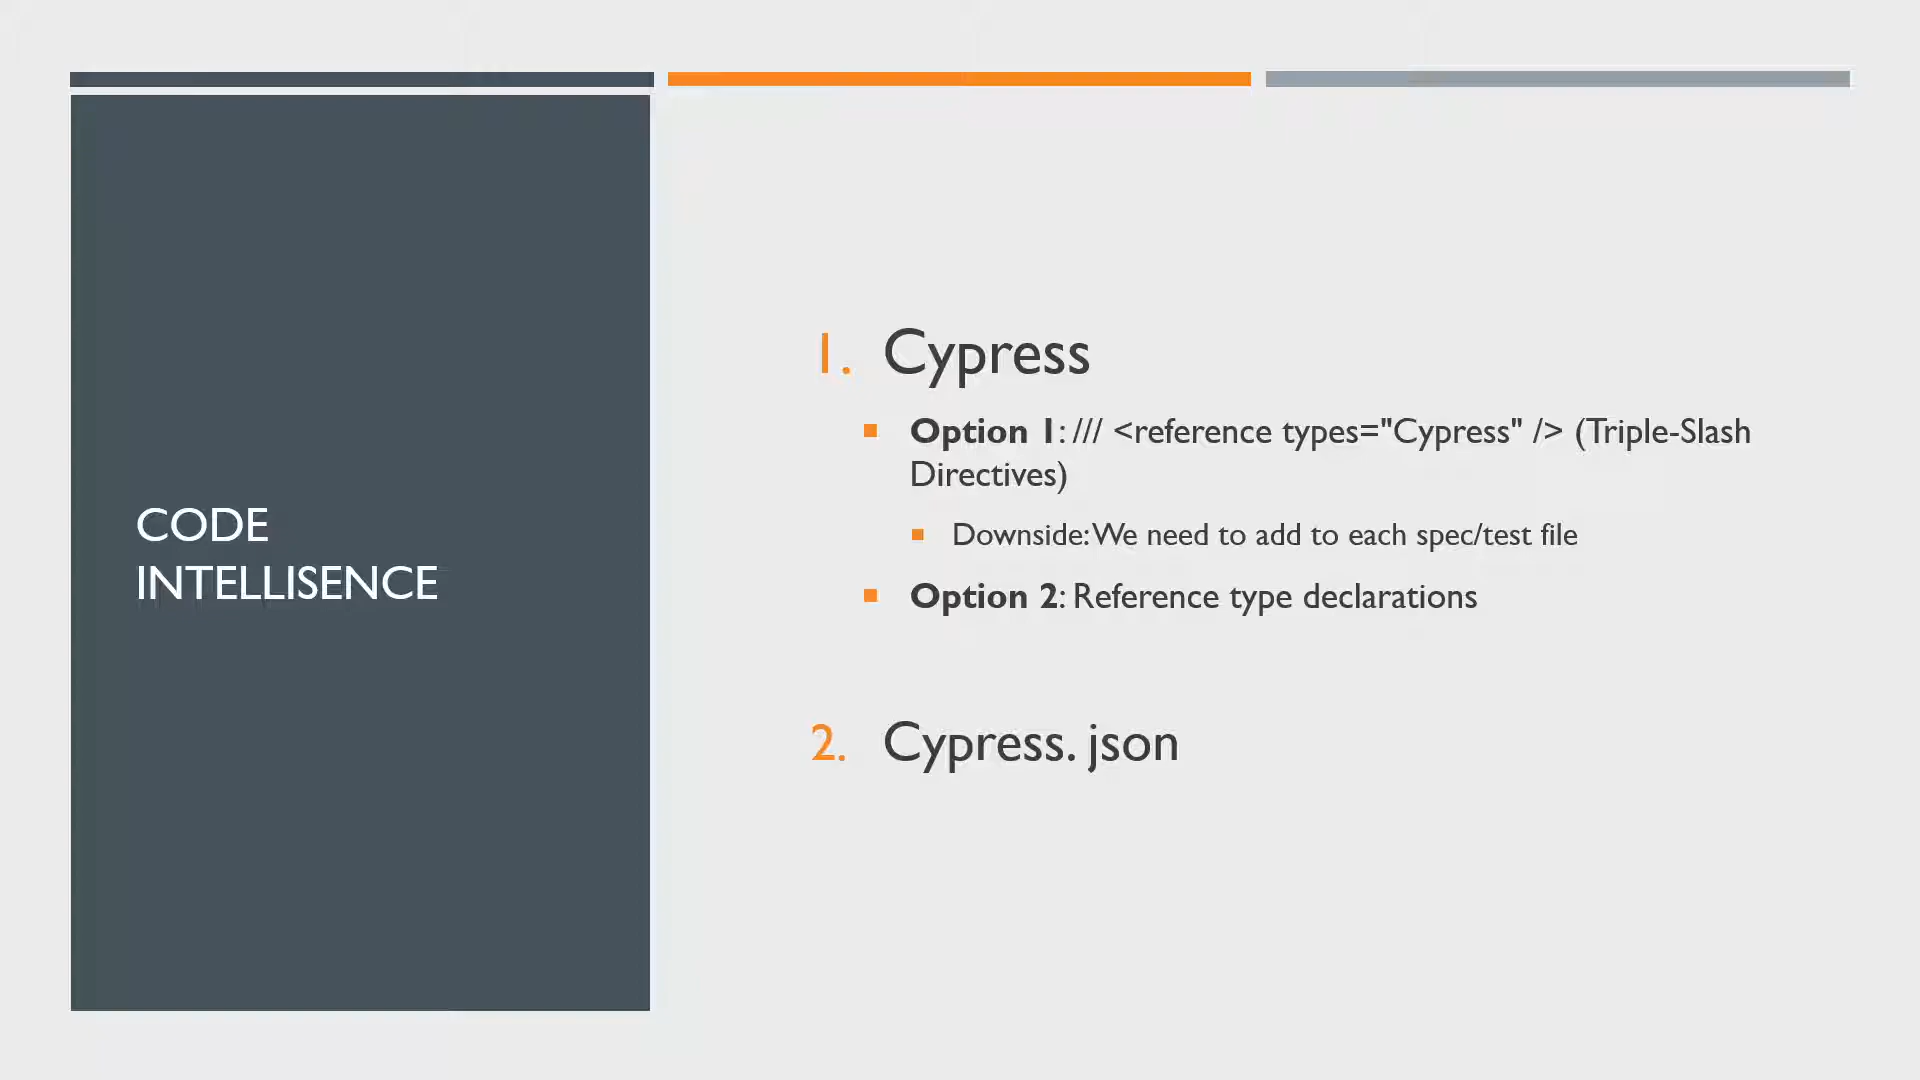 CODE
INTELLISENCE
1. Cypress
Option 1: /// <reference types="Cypress" /> (Triple-Slash
Directives)
Downside: We need to add to each spec/test file
Option 2: Reference type declarations
2. Cypress. json